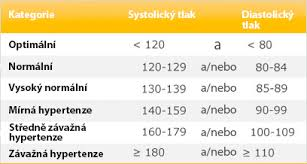 Kategorie Systolický tlak Diastolický tlak
Optimální < 120 a < 80
Normální 120-129 a/nebo 80-84
Vysoký normální 130-139 a/nebo 85-89
Mírná hypertenze 140-159 a/nebo 90-99
Středně závažná hypertenze 160-179 a/nebo 100-109
Závažná hypertenze ≥ 180 a/nebo ≥ 110